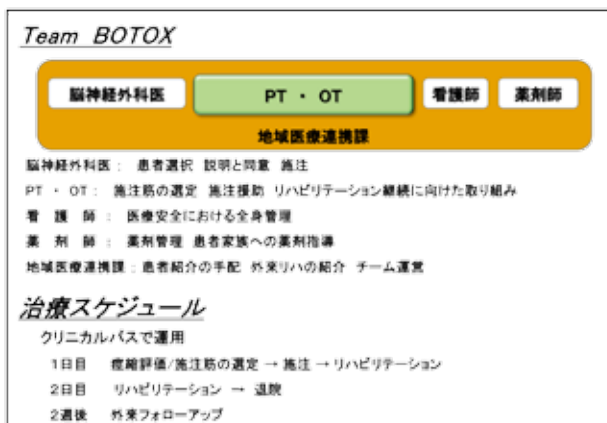 Team BOTOX
脳神経外科医 PT ・ OT 看護師 薬剤師
地域医療連携課
脳神経外科医 : 患者選択 説明と同意 施注
PT ・ OT : 施注筋の選定 施注援助 リハビリテーション継続に向けた取り組み
看 護 師 : 医療安全における全身管理
薬 剤 師 : 薬剤管理 患者家族への薬剤指導
地域医療連携課 : 患者紹介の手配 外来リハの紹介 チーム運営
治療スケジュール
クリニカルパスで運用
1日目 痙縮評価/施注筋の選定 → 施注 → リハビリテーション
2日目 リハビリテーション → 退院
2週後 外来フォローアップ